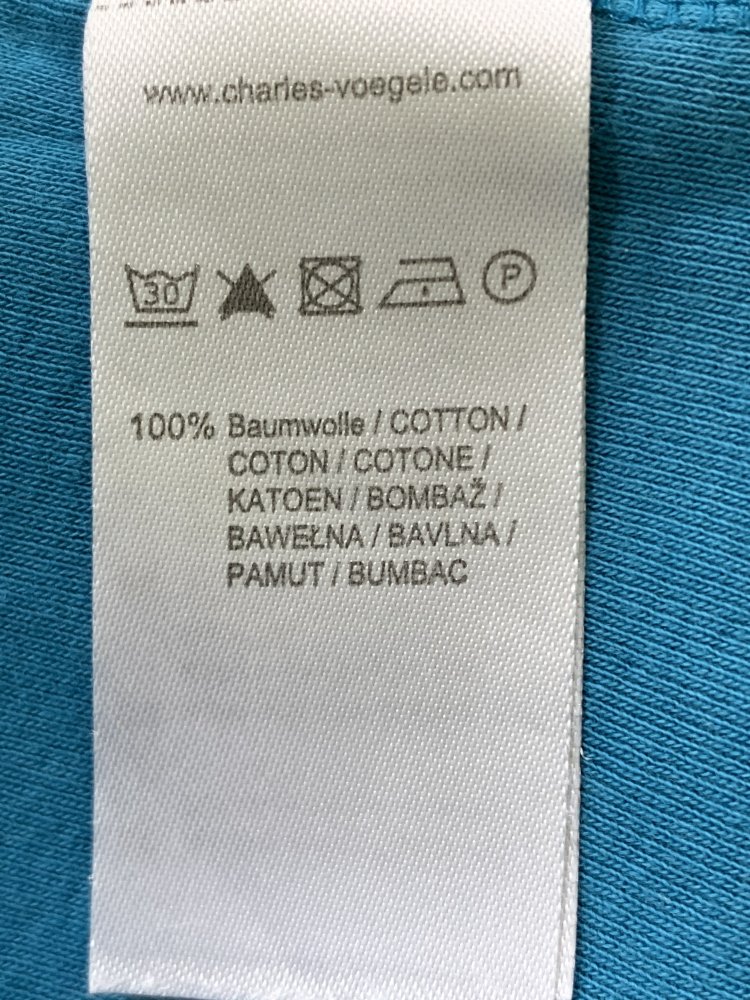 www.charles-voegele.com
30 P
100% Baumwolle / COTTON /
COTON / COTONE /
KATOEN / BOMBAŽ /
BAWEŁNA / BAVLNA /
PAMUT / BUMBAC